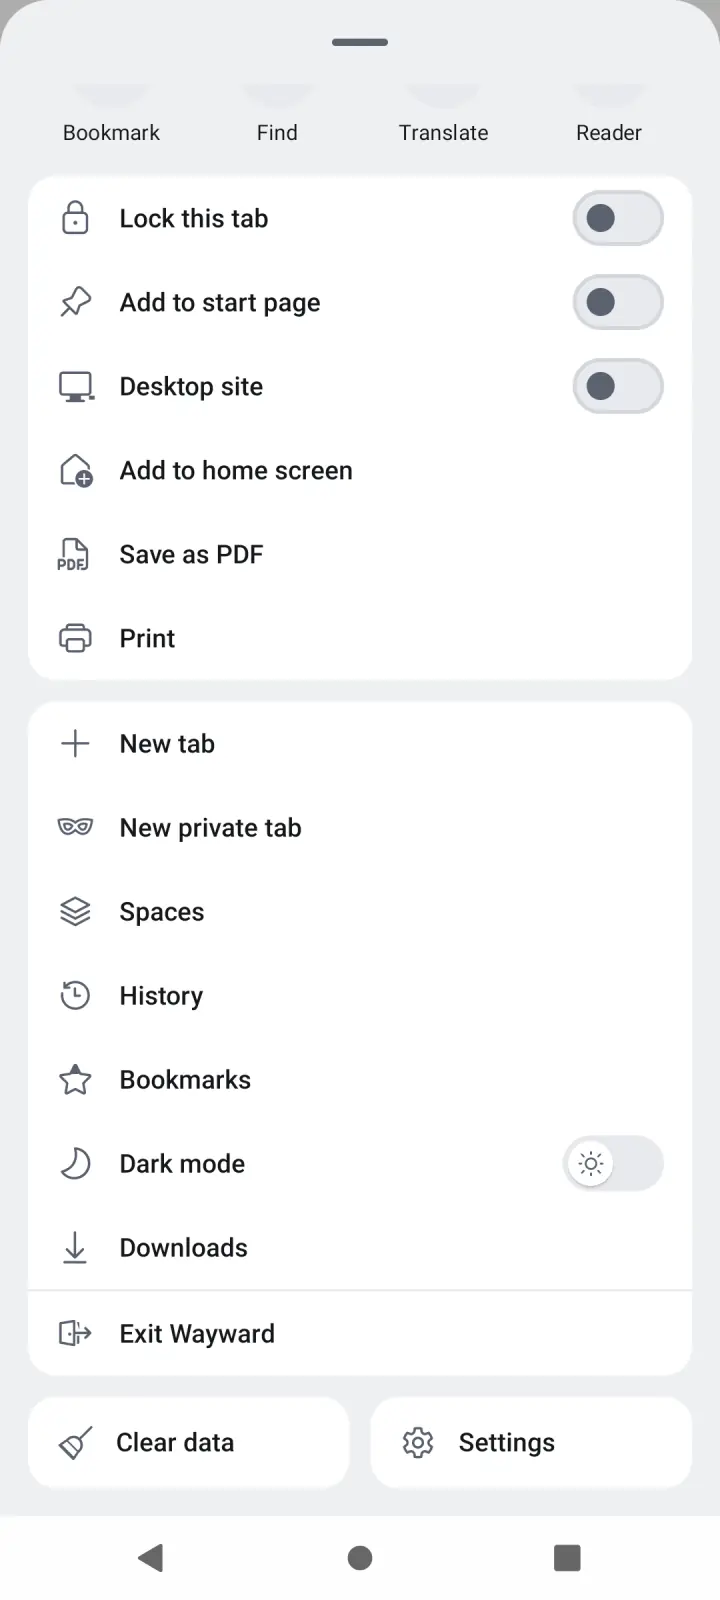 Bookmark Find Translate Reader
Lock this tab
Add to start page
Desktop site
Add to home screen
PDF Save as PDF
Print
New tab
New private tab
Spaces
History
Bookmarks
Dark mode
Downloads
Exit Wayward
Clear data Settings